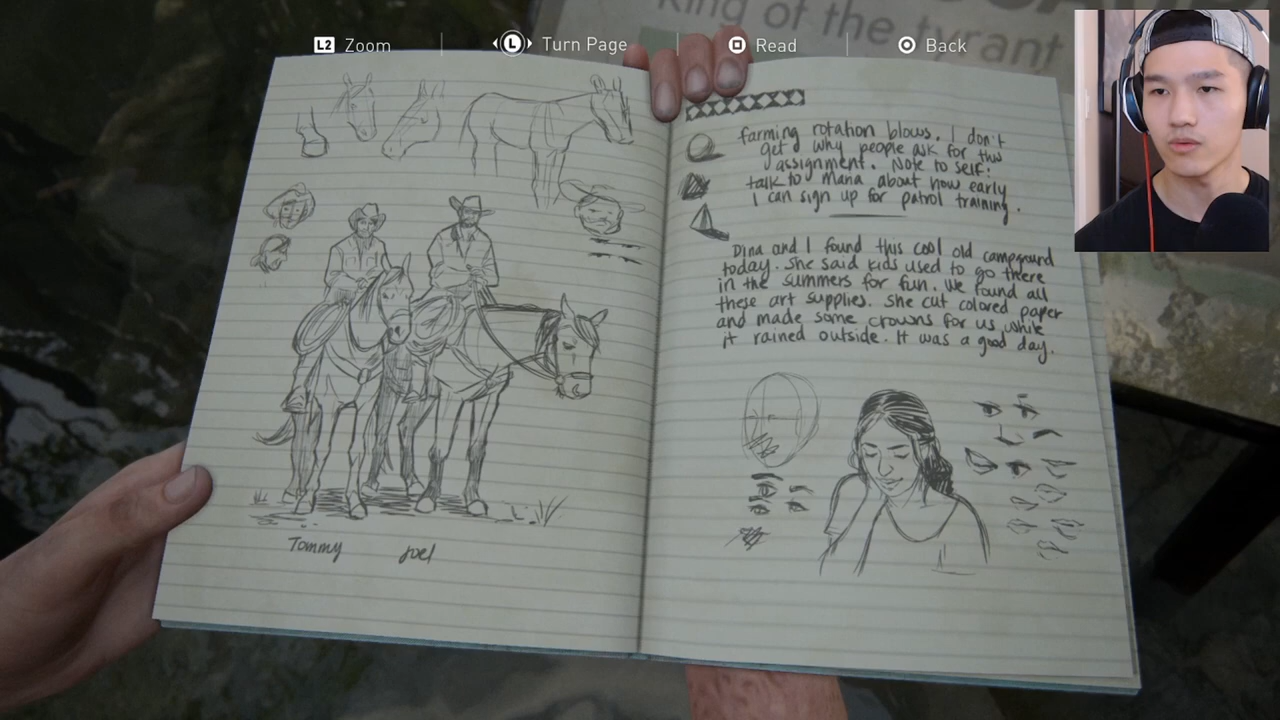 King of the tyrant
L2 Zoom
L Turn Page
Read
Back
farming rotation blows. I don't
get why people ask for this
assignment. Note to self:
talk to Maria about how early
I can sign up for patrol training.
Dina and I found this cool old campground
today. She said kids used to go there
in the summers for fun. We found all
these art supplies. She cut colored paper
and made some crowns for us while
it rained outside. It was a good day.
Tommy Joel